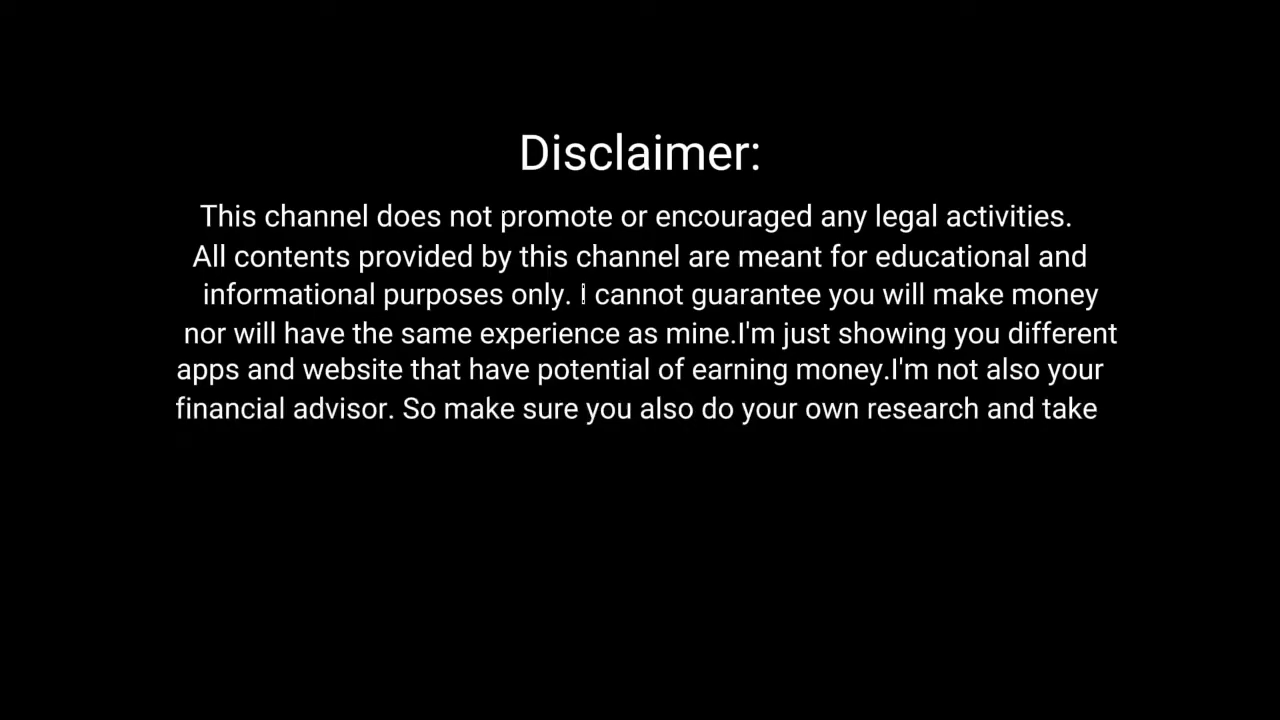 Disclaimer:
This channel does not promote or encouraged any legal activities.
All contents provided by this channel are meant for educational and
informational purposes only. I cannot guarantee you will make money
nor will have the same experience as mine.I'm just showing you different
apps and website that have potential of earning money.I'm not also your
financial advisor. So make sure you also do your own research and take